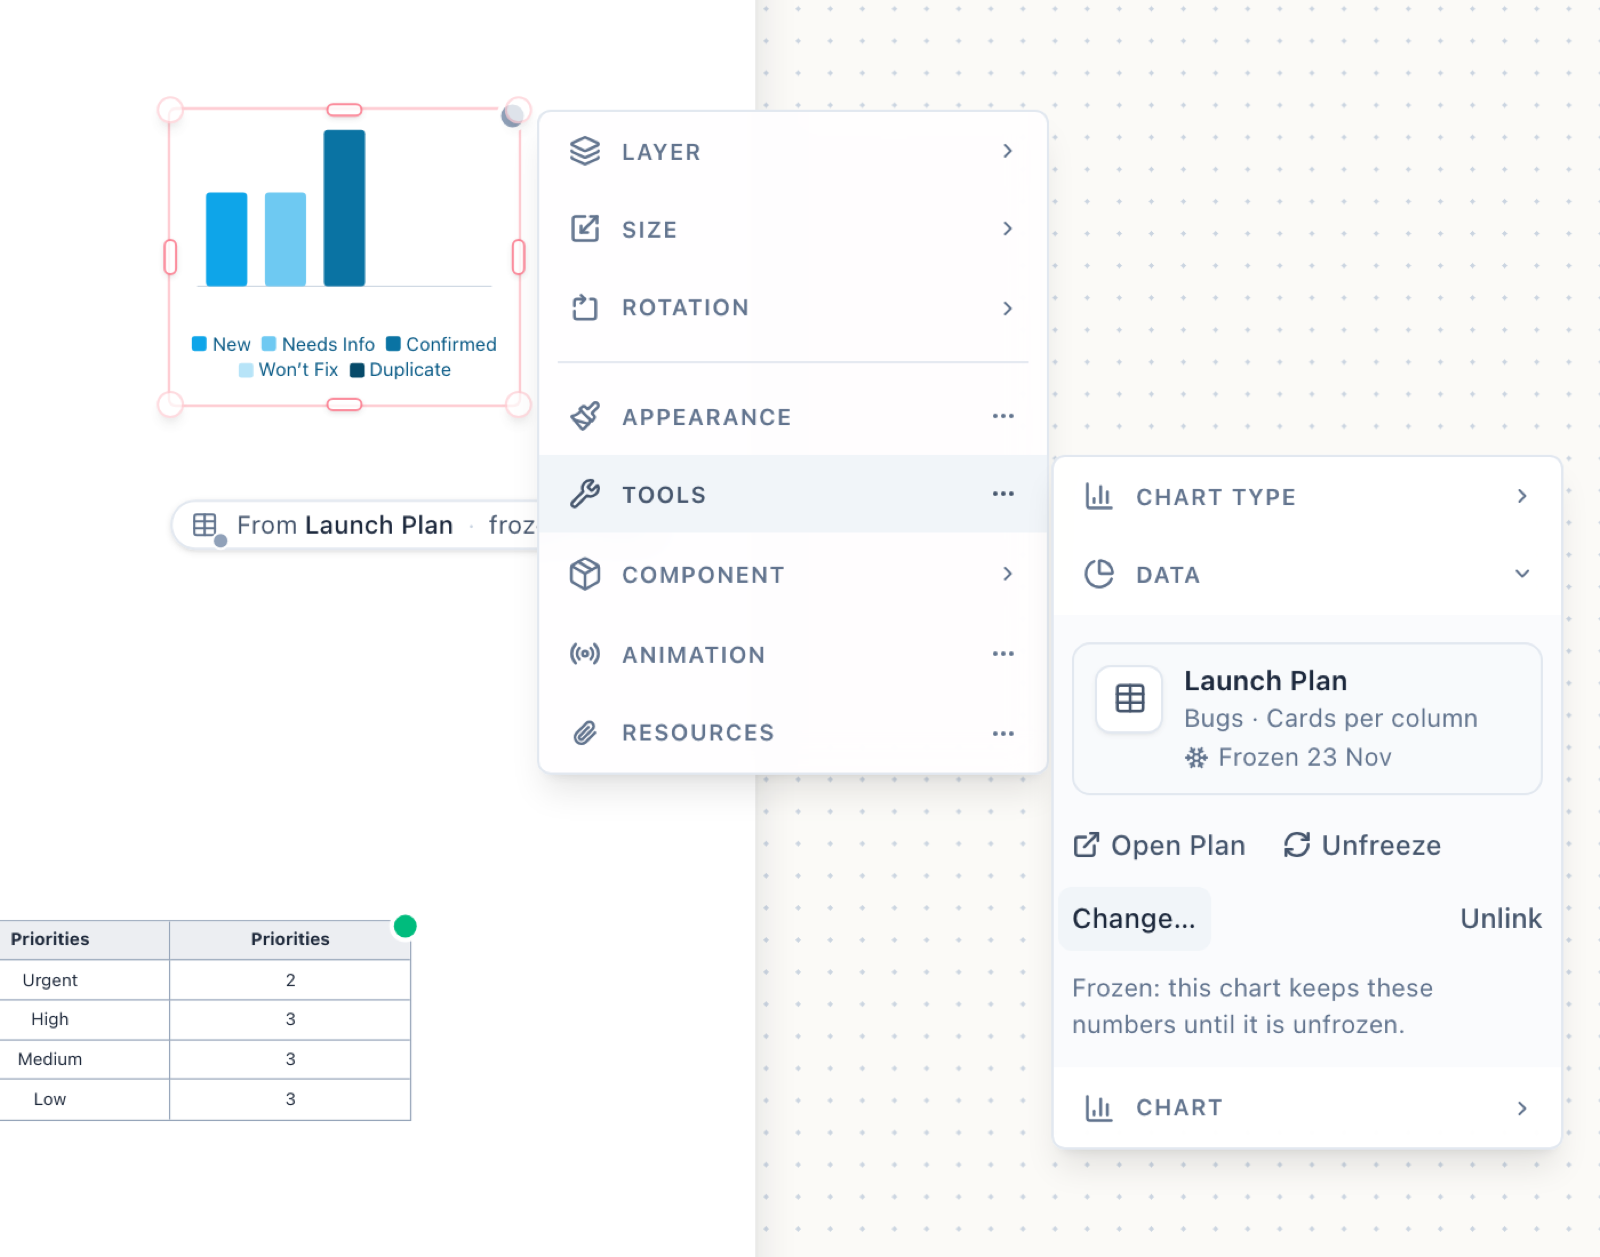 LAYER
SIZE
ROTATION
APPEARANCE
TOOLS
COMPONENT
ANIMATION
RESOURCES
New Needs Info Confirmed
Won’t Fix Duplicate
From Launch Plan · froz
CHART TYPE
DATA
Launch Plan
Bugs · Cards per column
Frozen 23 Nov
Open Plan Unfreeze
Change... Unlink
Frozen: this chart keeps these
numbers until it is unfrozen.
CHART
Priorities Priorities
Urgent 2
High 3
Medium 3
Low 3